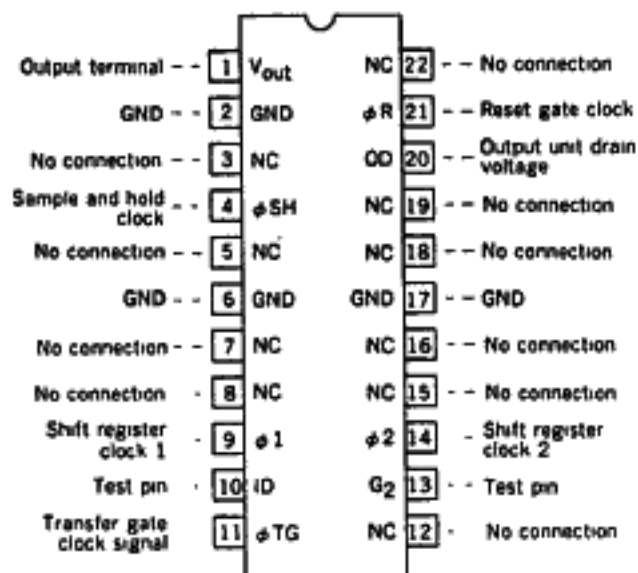 Output terminal -- 1 Vout NC 22 -- No connection
GND -- 2 GND φR 21 -- Reset gate clock
No connection -- 3 NC OD 20 -- Output unit drain voltage
Sample and hold clock -- 4 φSH NC 19 -- No connection
No connection -- 5 NC NC 18 -- No connection
GND -- 6 GND GND 17 -- GND
No connection -- 7 NC NC 16 -- No connection
No connection - 8 NC NC 15 -- No connection
Shift register clock 1 - 9 φ1 φ2 14 - Shift register clock 2
Test pin - 10 G2 13 -- Test pin
Transfer gate clock signal 11 φTG NC 12 - No connection